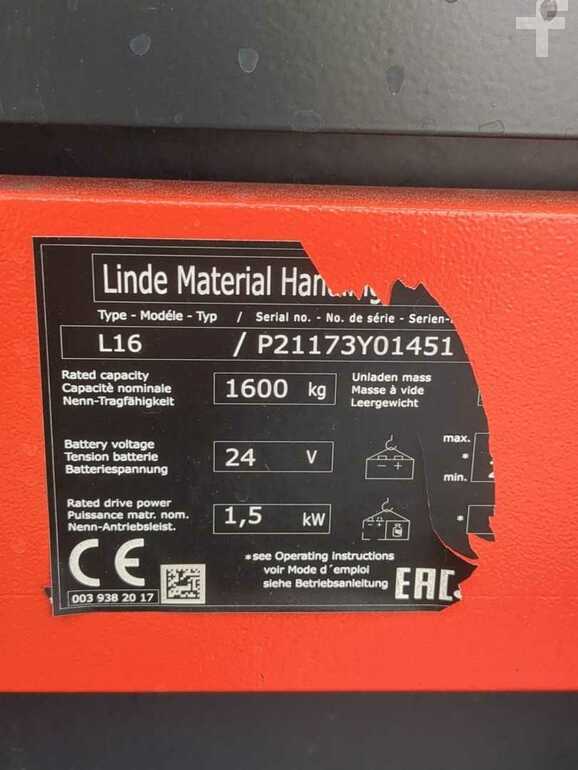 Linde Material Handling
Type - Modéle - Typ / Serial no. - No. de série - Serien-
L16 / P21173Y01451
Rated capacity
Capacitè nominale
Nenn-Tragfähigkeit
1600 kg
Unladen mass
Masse à vide
Leergewicht
Battery voltage
Tension batterie
Batteriespannung
24 V
max.
*
min.
Rated drive power
Puissance matr. nom.
Nenn-Antriebsleist.
1,5 kW
*
*see Operating instructions
voir Mode d´emploi
siehe Betriebsanleitung
CE
003 938 20 17
EAC